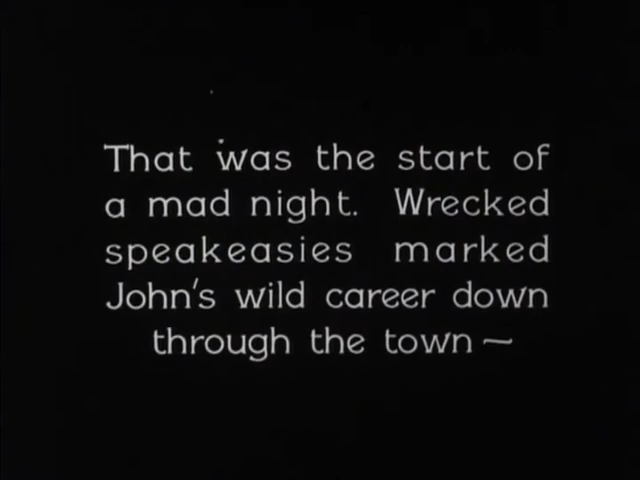 That was the start of
a mad night. Wrecked
speakeasies marked
John's wild career down
through the town —